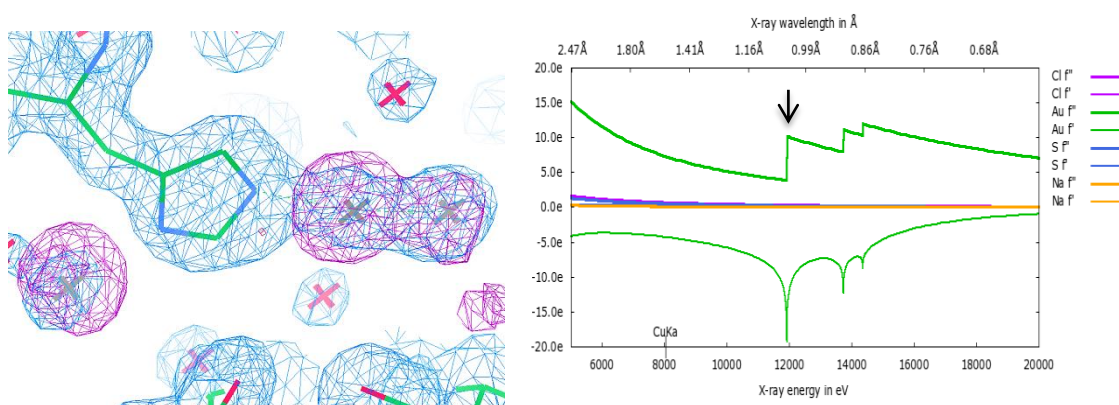 X-ray wavelength in Å
2.47Å 1.80Å 1.41Å 1.16Å 0.99Å 0.86Å 0.76Å 0.68Å
20.0e
15.0e
10.0e
5.0e
0.0e
-5.0e
-10.0e
-15.0e
-20.0e
Cl f"
Cl f'
Au f"
Au f'
S f"
S f'
Na f"
Na f'
CuKa
6000 8000 10000 12000 14000 16000 18000 20000
X-ray energy in eV